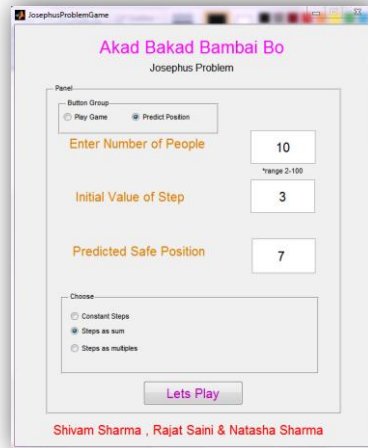 JosephusProblemGame
Akad Bakad Bambai Bo
Josephus Problem
Panel
Button Group
Play Game Predict Position
Enter Number of People 10
*range 2-100
Initial Value of Step 3
Predicted Safe Position 7
Choose
Constant Steps
Steps as sum
Steps as multiples
Lets Play
Shivam Sharma , Rajat Saini & Natasha Sharma